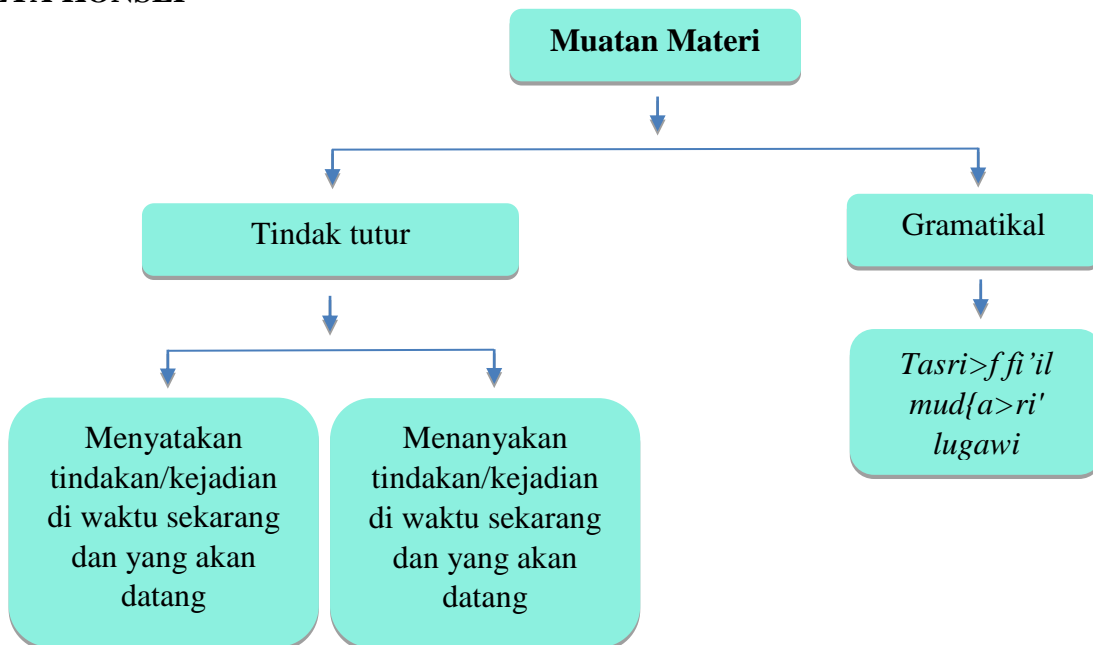 Muatan Materi
Tindak tutur
Gramatikal
Menyatakan
tindakan/kejadian
di waktu sekarang
dan yang akan
datang
Menanyakan
tindakan/kejadian
di waktu sekarang
dan yang akan
datang
Tasri>f fi’il
mud{a>ri'
lugawi